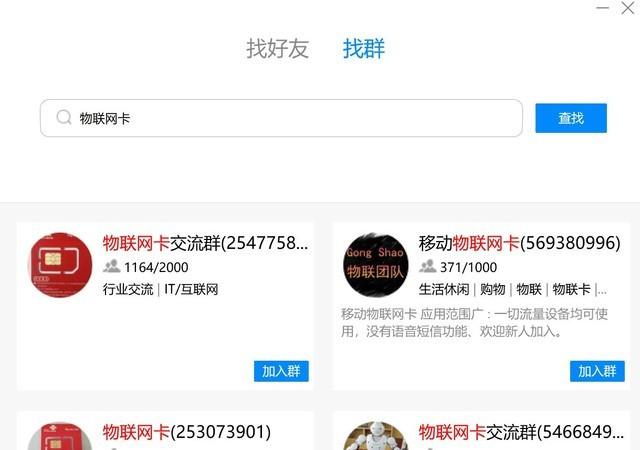 找好友 找群
物联网卡 查找
物联网卡交流群(2547758...
1164/2000
行业交流 | IT/互联网
加入群
Gong Shao
物联团队
移动物联网卡(569380996)
371/1000
生活休闲 | 购物 | 物联 | 物联卡 |...
移动物联网卡 应用范围广：一切流量设备均可使
用，没有语音短信功能、欢迎新人加入。
加入群
物联网卡(253073901)
物联网卡交流群(5466849...